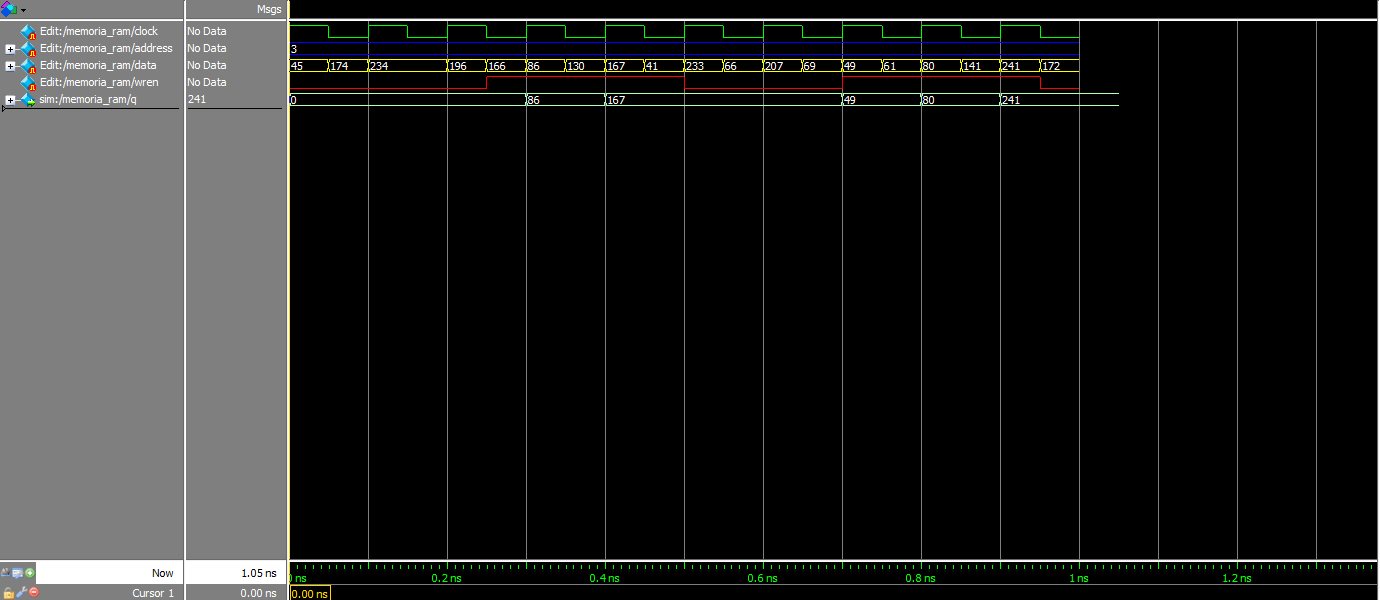 Msgs
Edit:/memoria_ram/clock No Data
Edit:/memoria_ram/address No Data 3
Edit:/memoria_ram/data No Data 45 174 234 196 166 86 130 167 41 233 66 207 69 49 61 80 141 241 172
Edit:/memoria_ram/wren No Data
sim:/memoria_ram/q 241 0 86 167 49 80 241
Now 1.05 ns ns 0.2 ns 0.4 ns 0.6 ns 0.8 ns 1 ns 1.2 ns
Cursor 1 0.00 ns 0.00 ns